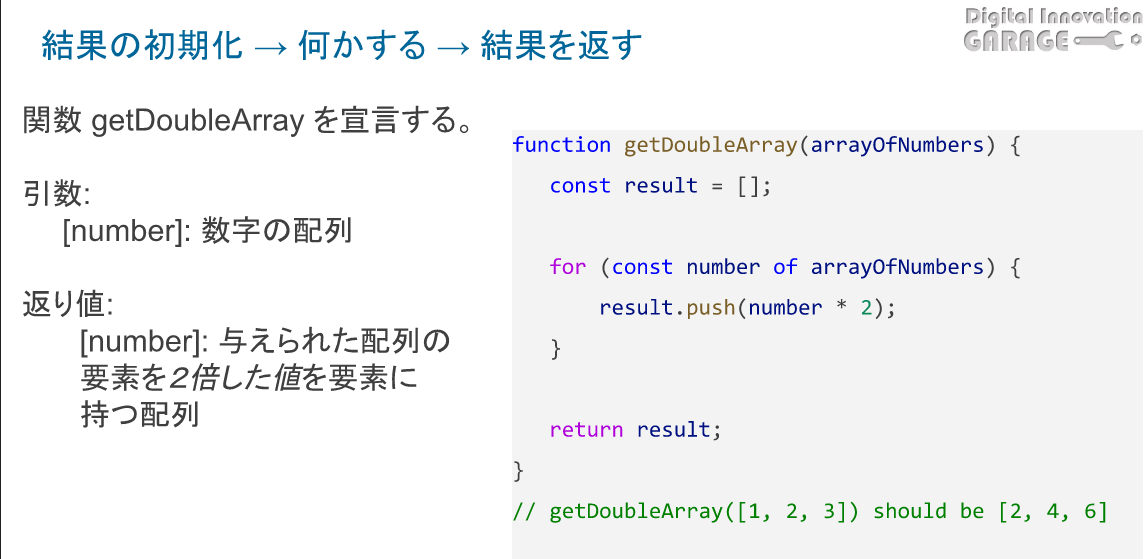 Digital Innovation
GARAGE
結果の初期化 → 何かする → 結果を返す
関数 getDoubleArray を宣言する。
引数:
[number]: 数字の配列
返り値:
[number]: 与えられた配列の
要素を２倍した値を要素に
持つ配列
function getDoubleArray(arrayOfNumbers) {
const result = [];
for (const number of arrayOfNumbers) {
result.push(number * 2);
}
return result;
}
// getDoubleArray([1, 2, 3]) should be [2, 4, 6]